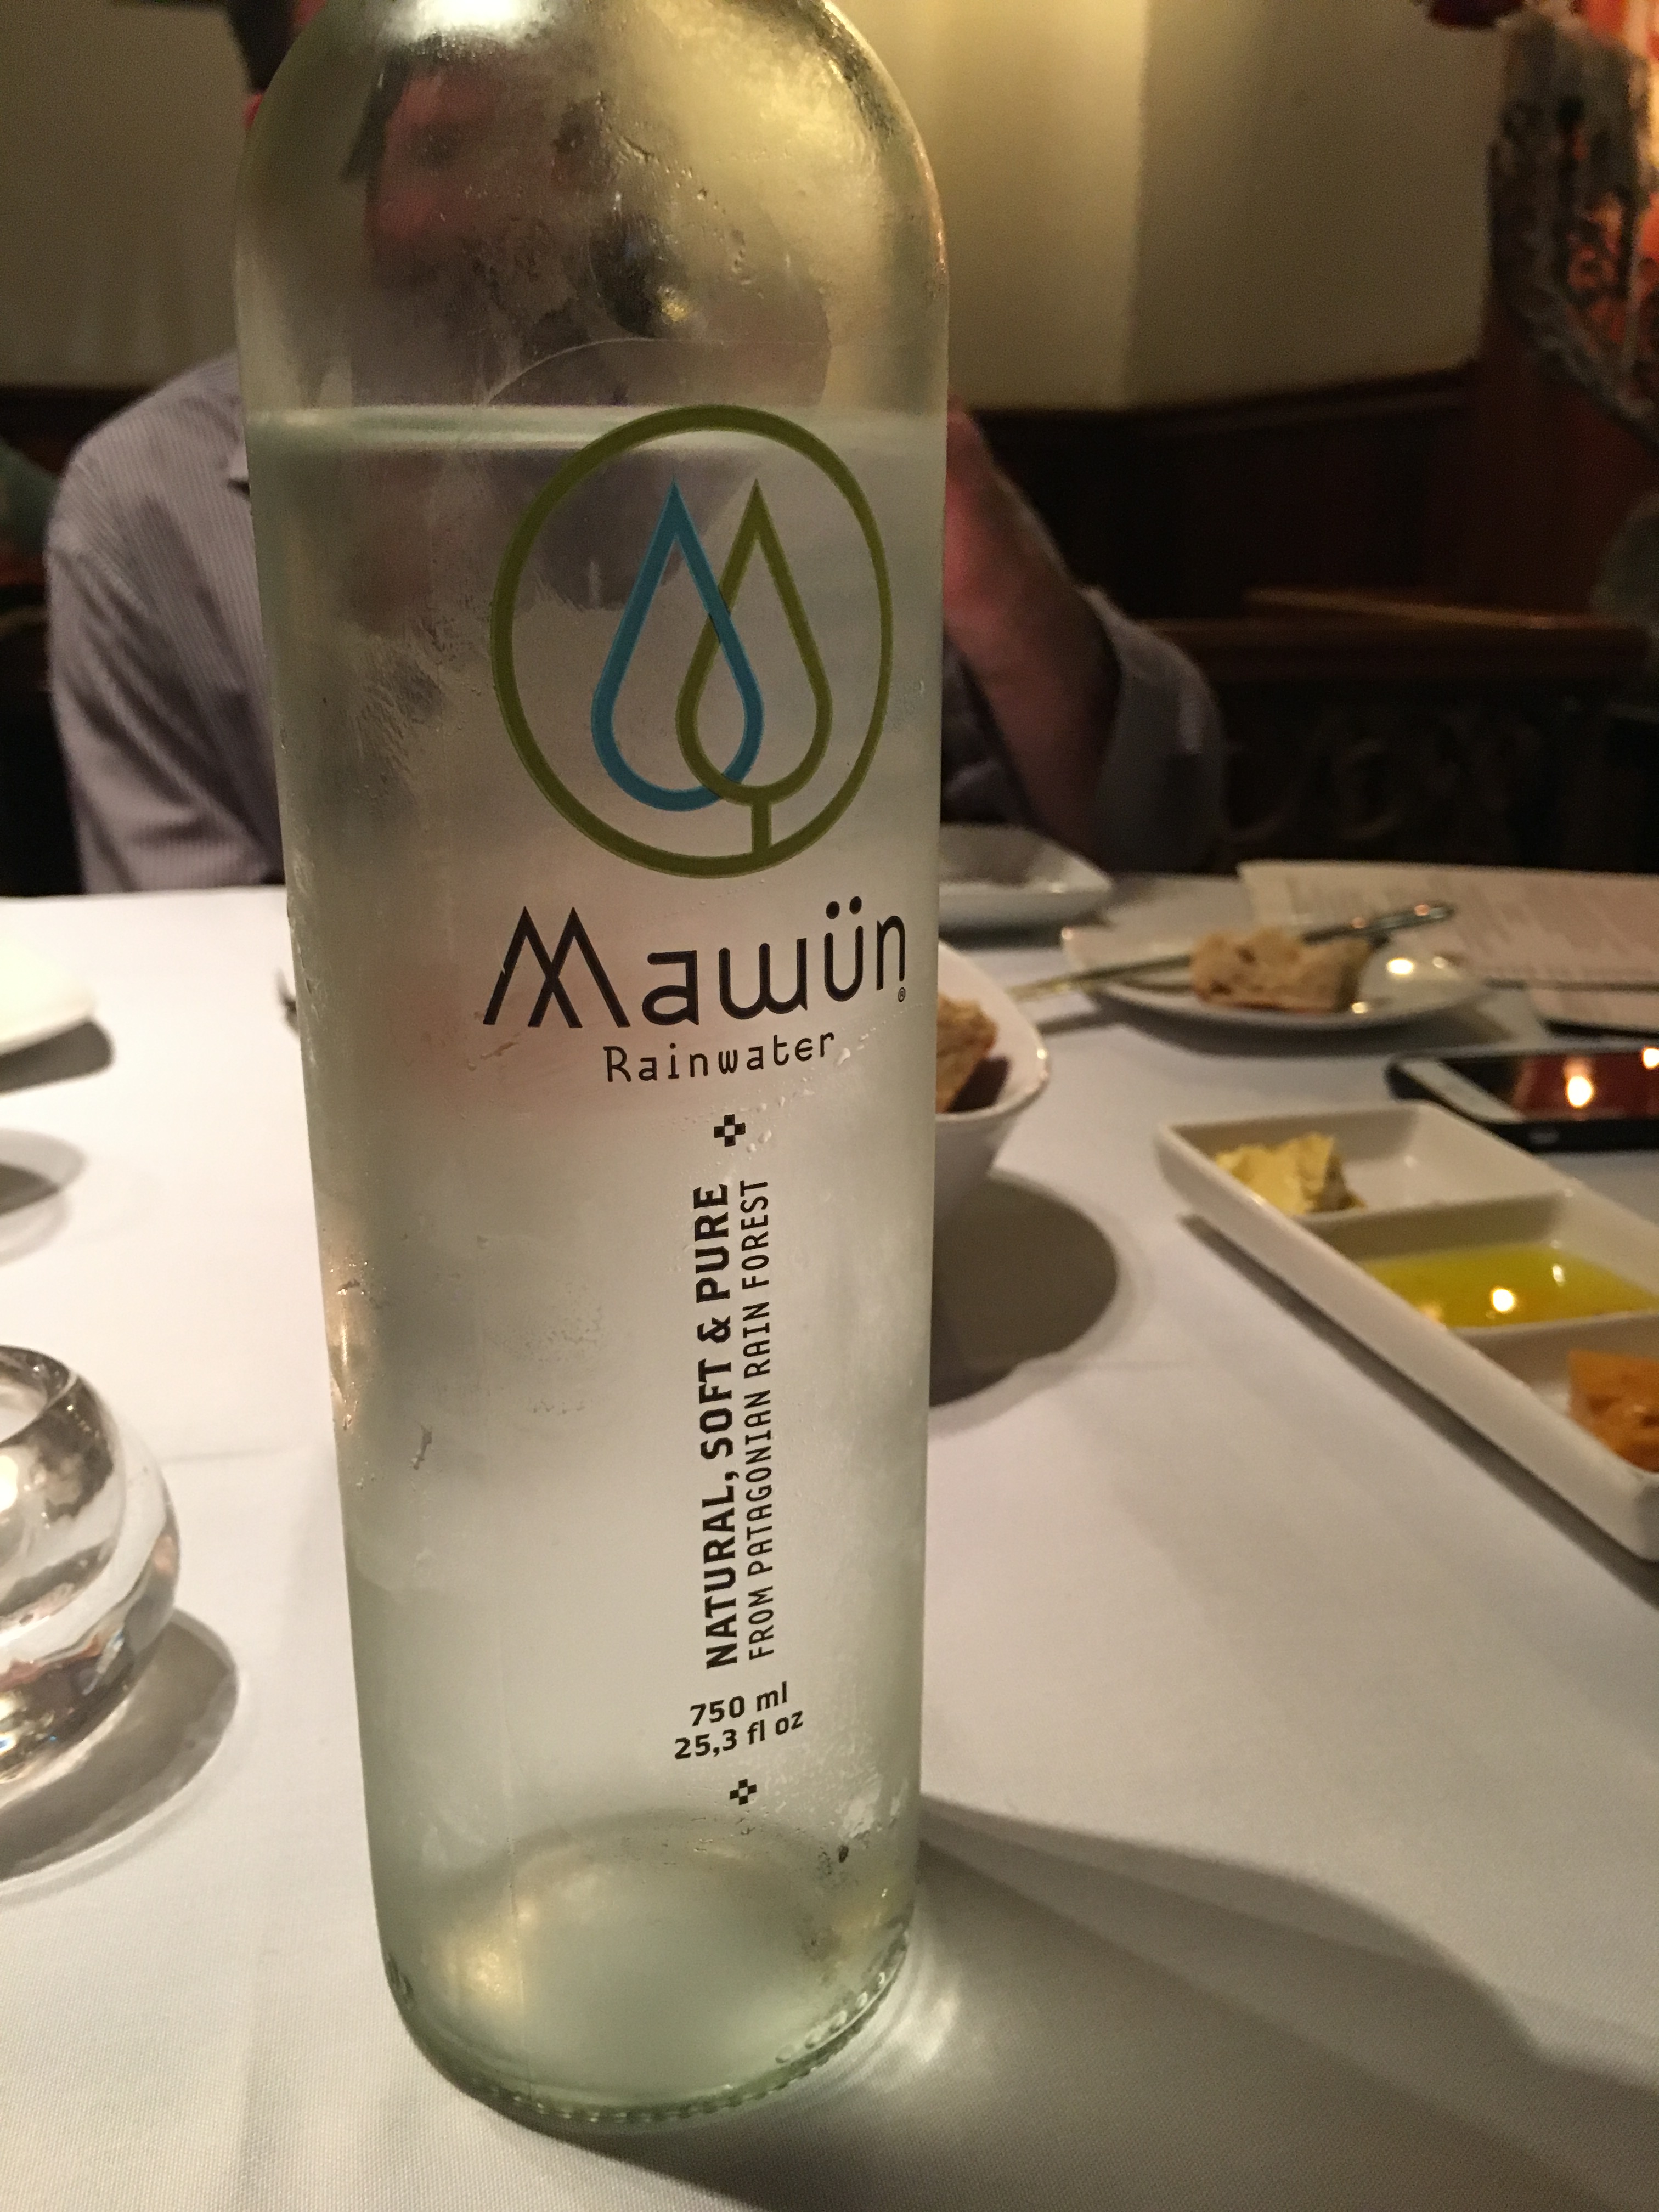 Mawün®
Rainwater
NATURAL, SOFT & PURE
FROM PATAGONIAN RAIN FOREST
750 ml
25,3 fl oz